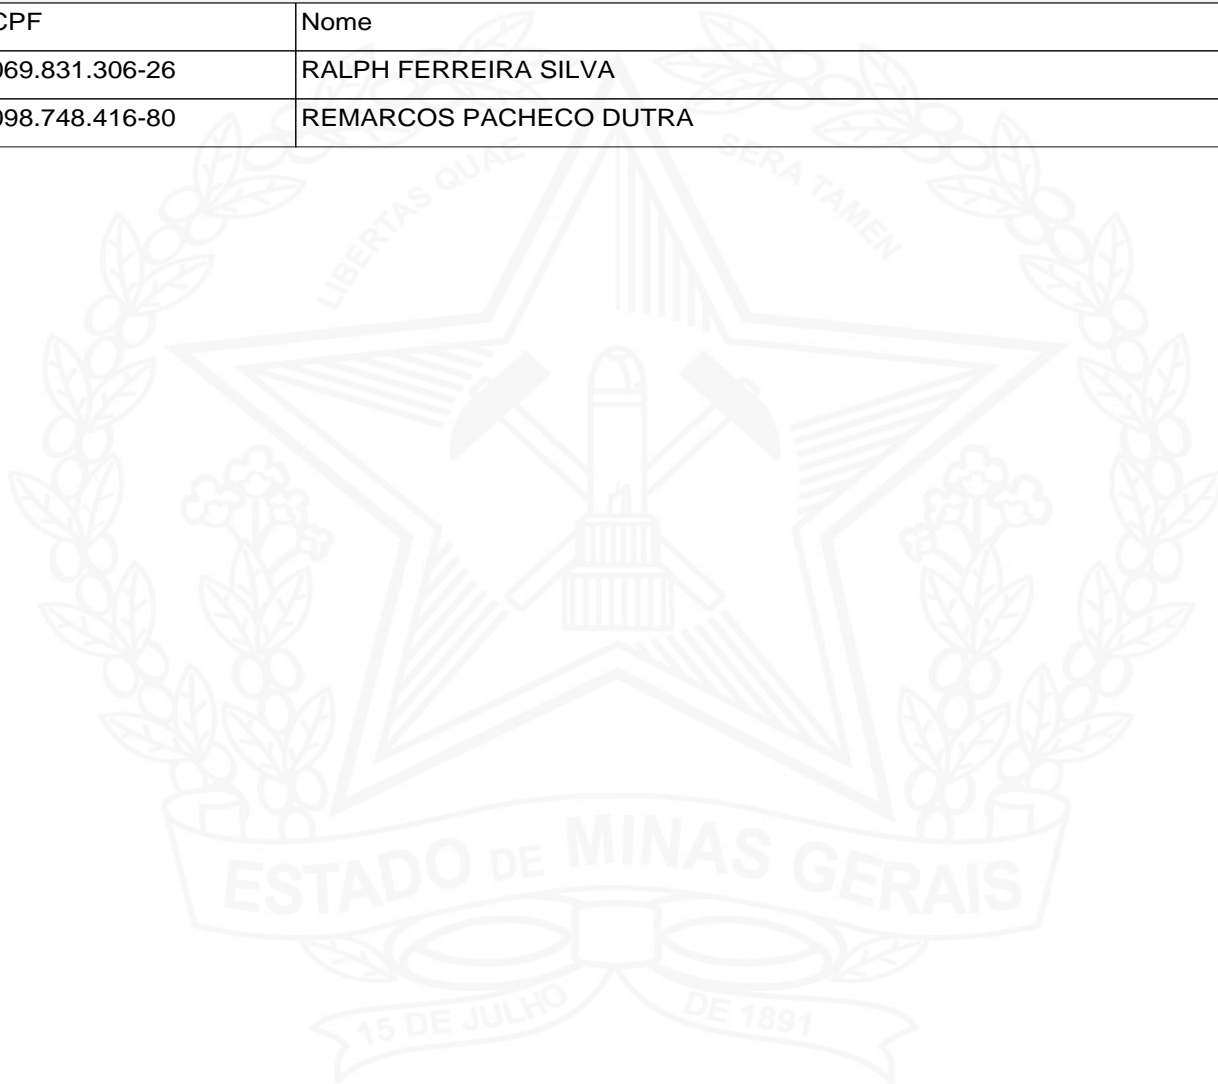 CPF Nome
069.831.306-26 RALPH FERREIRA SILVA
098.748.416-80 REMARCOS PACHECO DUTRA
LIBERTAS QUAE SERA TAMEN
ESTADO DE MINAS GERAIS
15 DE JULHO DE 1891